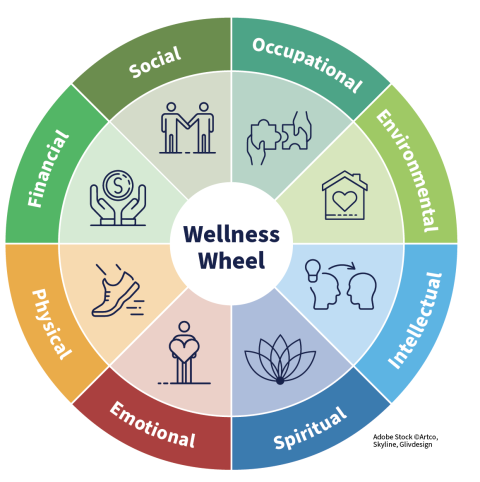 Social
Occupational
Environmental
Intellectual
Spiritual
Emotional
Physical
Financial
Wellness
Wheel
Adobe Stock ©Artco,
Skyline, Glivdesign